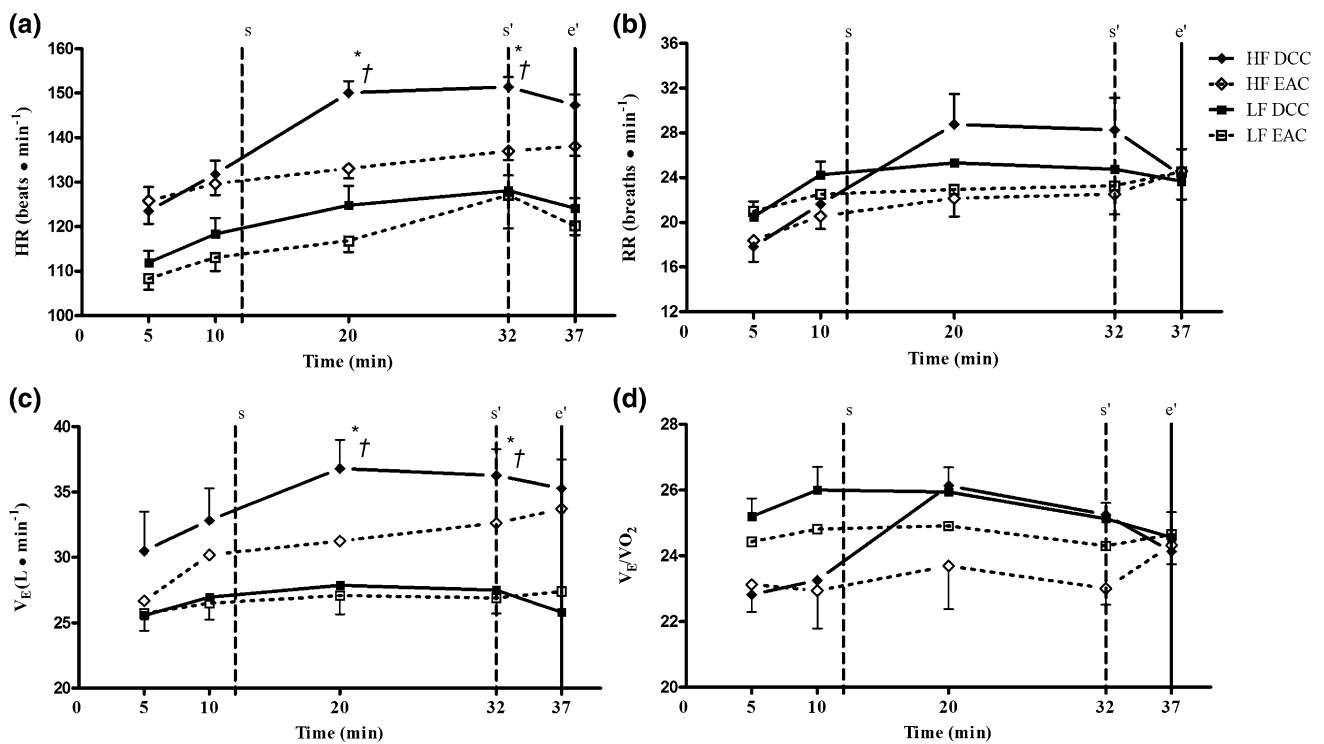 (a)
s
s'
e'
160
150
140
130
120
110
100
HR (beats • min⁻¹)
*
†
*
†
0
5
10
20
32
37
Time (min)
(b)
s
s'
e'
36
32
28
24
20
16
12
RR (breaths • min⁻¹)
0
5
10
20
32
37
Time (min)
HF DCC
HF EAC
LF DCC
LF EAC
(c)
s
s'
e'
40
35
30
25
20
V_E(L • min⁻¹)
*
†
*
†
0
5
10
20
32
37
Time (min)
(d)
s
s'
e'
28
26
24
22
20
V_E/VO₂
0
5
10
20
32
37
Time (min)